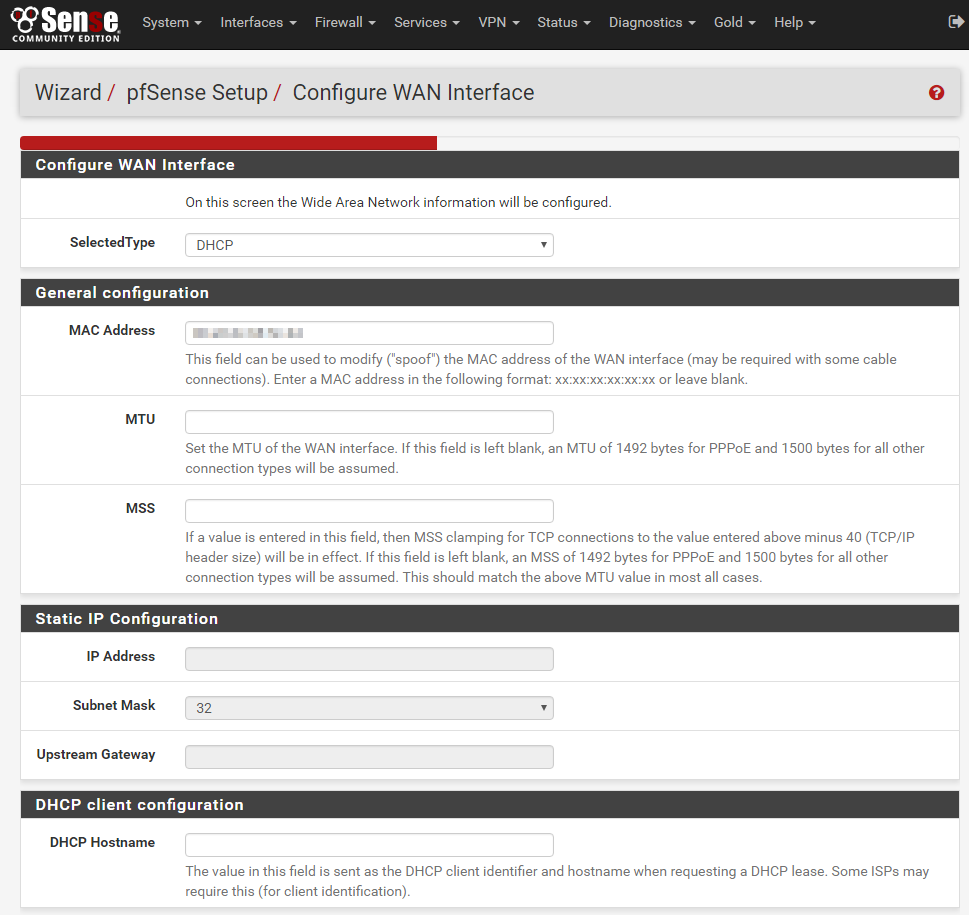 Sense
COMMUNITY EDITION
System Interfaces Firewall Services VPN Status Diagnostics Gold Help
Wizard / pfSense Setup / Configure WAN Interface
Configure WAN Interface
On this screen the Wide Area Network information will be configured.
SelectedType DHCP
General configuration
MAC Address
This field can be used to modify ("spoof") the MAC address of the WAN interface (may be required with some cable
connections). Enter a MAC address in the following format: xx:xx:xx:xx:xx:xx or leave blank.
MTU
Set the MTU of the WAN interface. If this field is left blank, an MTU of 1492 bytes for PPPoE and 1500 bytes for all other
connection types will be assumed.
MSS
If a value is entered in this field, then MSS clamping for TCP connections to the value entered above minus 40 (TCP/IP
header size) will be in effect. If this field is left blank, an MSS of 1492 bytes for PPPoE and 1500 bytes for all other
connection types will be assumed. This should match the above MTU value in most all cases.
Static IP Configuration
IP Address
Subnet Mask 32
Upstream Gateway
DHCP client configuration
DHCP Hostname
The value in this field is sent as the DHCP client identifier and hostname when requesting a DHCP lease. Some ISPs may
require this (for client identification).